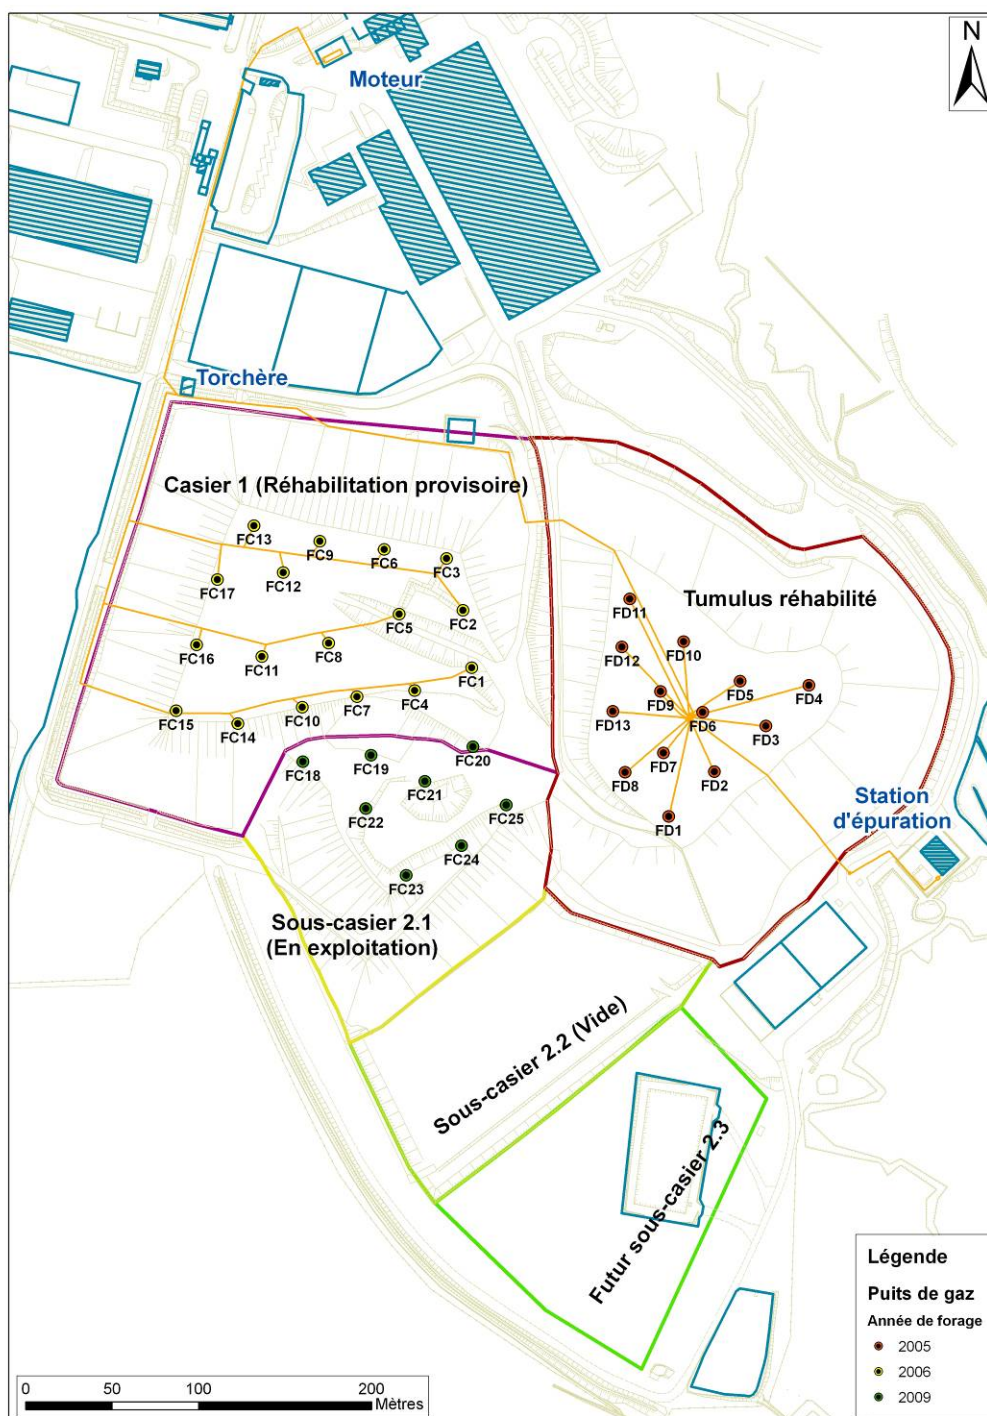 N
Moteur
Torchère
Casier 1 (Réhabilitation provisoire)
FC13
FC9
FC6
FC3
FC17
FC12
FC5
FC2
FC16
FC11
FC8
FC1
FC15
FC14
FC10
FC7
FC4
Tumulus réhabilité
FD11
FD12
FD10
FD9
FD5
FD4
FD13
FD6
FD3
FD8
FD7
FD2
FD1
FC18
FC19
FC20
FC21
FC22
FC25
FC24
FC23
Station
d'épuration
Sous-casier 2.1
(En exploitation)
Sous-casier 2.2 (Vide)
Futur sous-casier 2.3
Légende
Puits de gaz
Année de forage
2005
2006
2009
0 50 100 200
Mètres